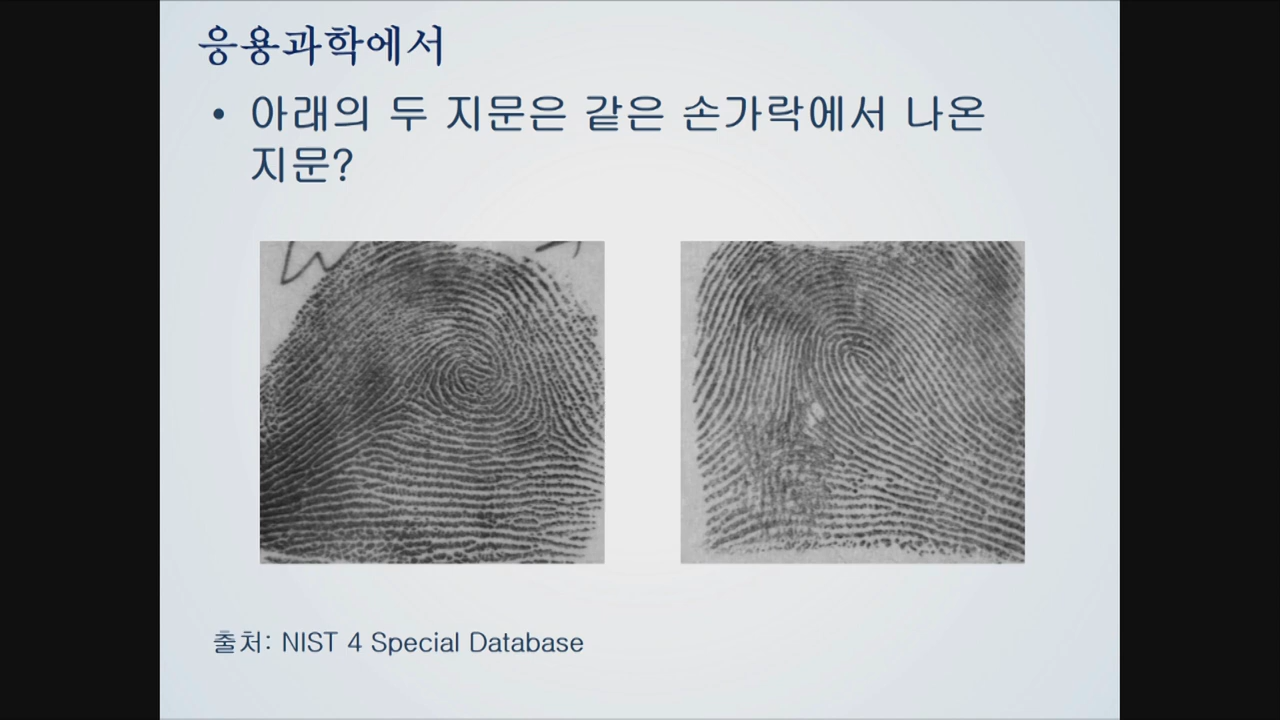 응용과학에서
• 아래의 두 지문은 같은 손가락에서 나온
지문?
출처: NIST 4 Special Database